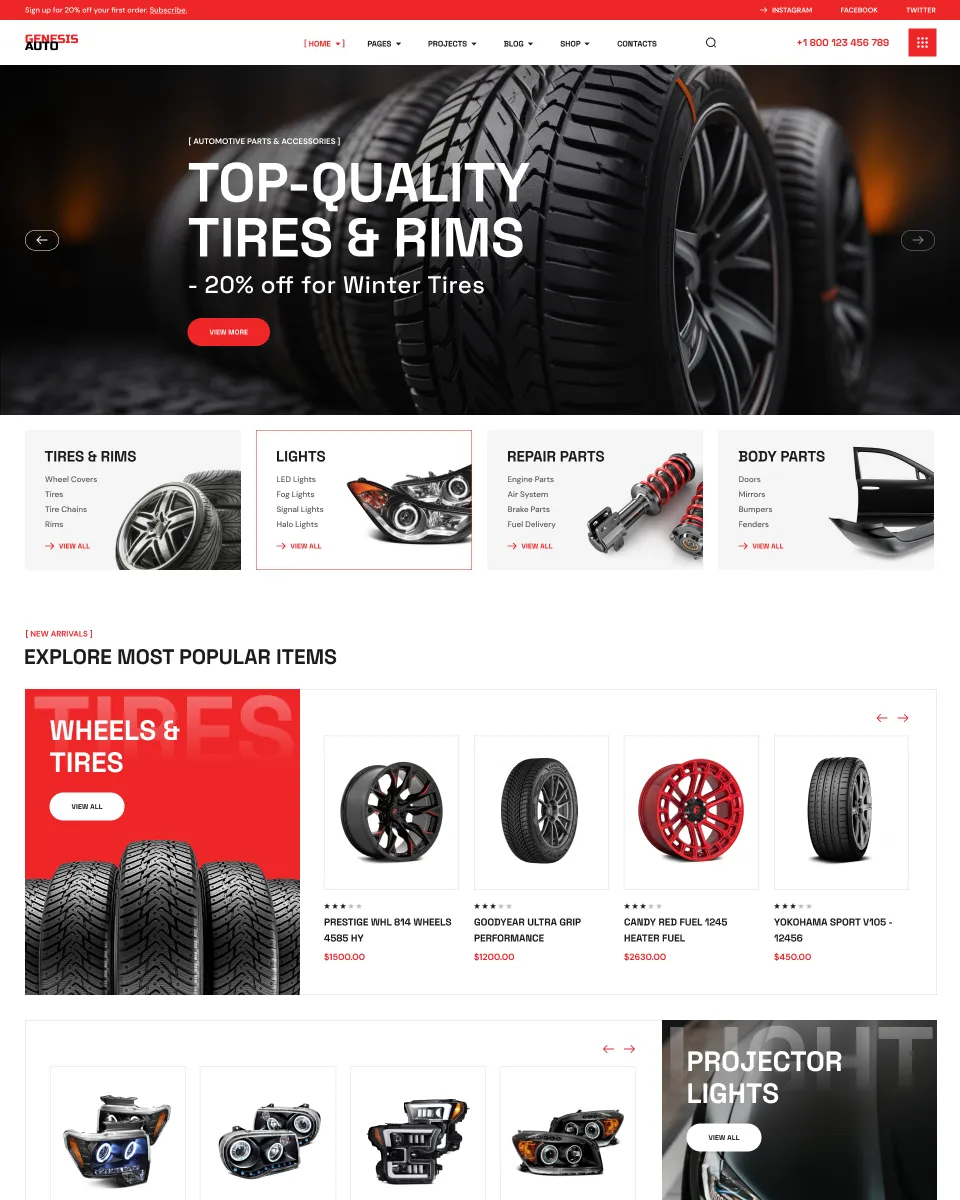 Sign up for 20% off your first order. Subscribe.
INSTAGRAM
FACEBOOK
TWITTER
GENESIS
AUTO
[ HOME ]
PAGES
PROJECTS
BLOG
SHOP
CONTACTS
+1 800 123 456 789
[ AUTOMOTIVE PARTS & ACCESSORIES ]
TOP-QUALITY
TIRES & RIMS
- 20% off for Winter Tires
VIEW MORE
TIRES & RIMS
Wheel Covers
Tires
Tire Chains
Rims
VIEW ALL
LIGHTS
LED Lights
Fog Lights
Signal Lights
Halo Lights
VIEW ALL
REPAIR PARTS
Engine Parts
Air System
Brake Parts
Fuel Delivery
VIEW ALL
BODY PARTS
Doors
Mirrors
Bumpers
Fenders
VIEW ALL
[ NEW ARRIVALS ]
EXPLORE MOST POPULAR ITEMS
TIRES
WHEELS &
TIRES
VIEW ALL
PRESTIGE WHL 814 WHEELS
4585 HY
$1500.00
GOODYEAR ULTRA GRIP
PERFORMANCE
$1200.00
CANDY RED FUEL 1245
HEATER FUEL
$2630.00
YOKOHAMA SPORT V105 -
12456
$450.00
LIGHT
PROJECTOR
LIGHTS
VIEW ALL